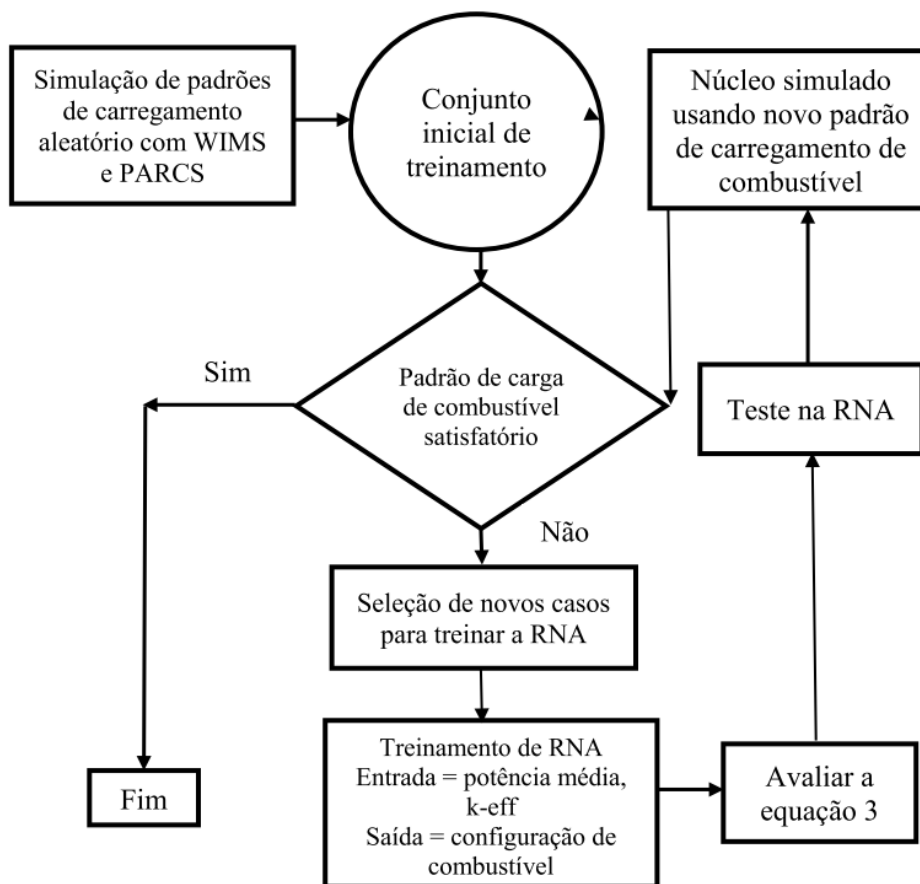 Simulação de padrões
de carregamento
aleatório com WIMS
e PARCS
Conjunto
inicial de
treinamento
Núcleo simulado
usando novo padrão
de carregamento de
combustível
Sim
Padrão de carga
de combustível
satisfatório
Teste na RNA
Não
Seleção de novos casos
para treinar a RNA
Fim
Treinamento de RNA
Entrada = potência média,
k-eff
Saída = configuração de
combustível
Avaliar a
equação 3